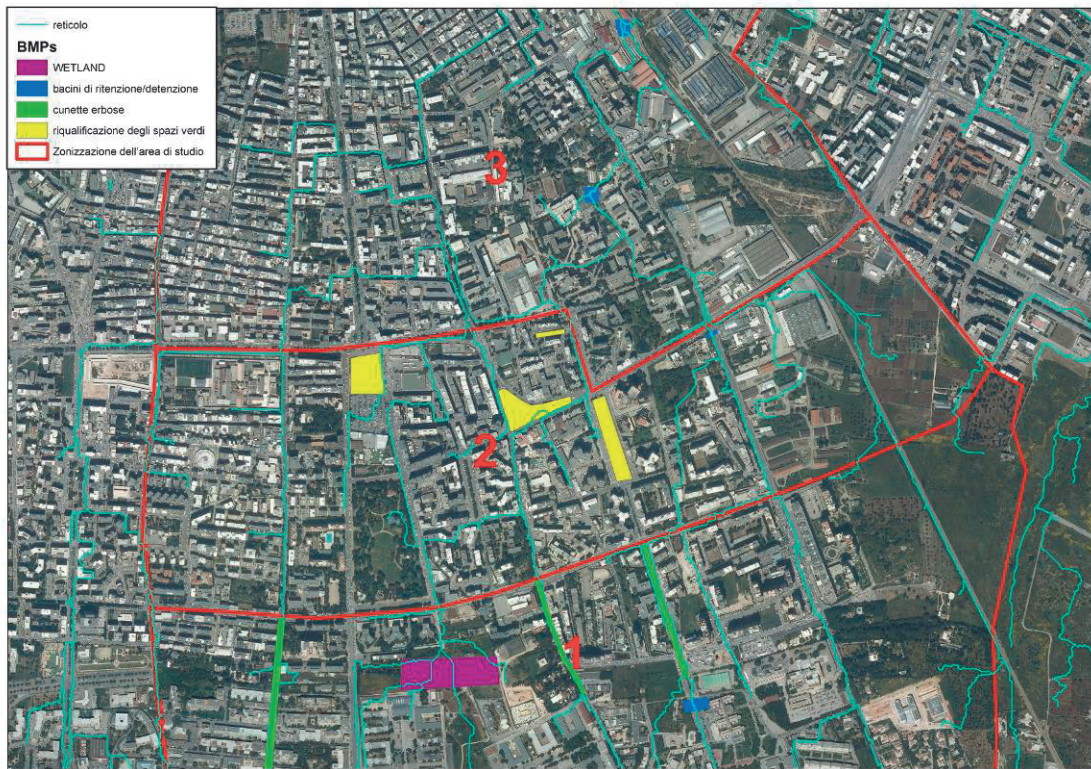 reticolo
BMPs
WETLAND
bacini di ritenzione/detenzione
cunette erbose
riqualificazione degli spazi verdi
Zonizzazione dell'area di studio
3
2
1